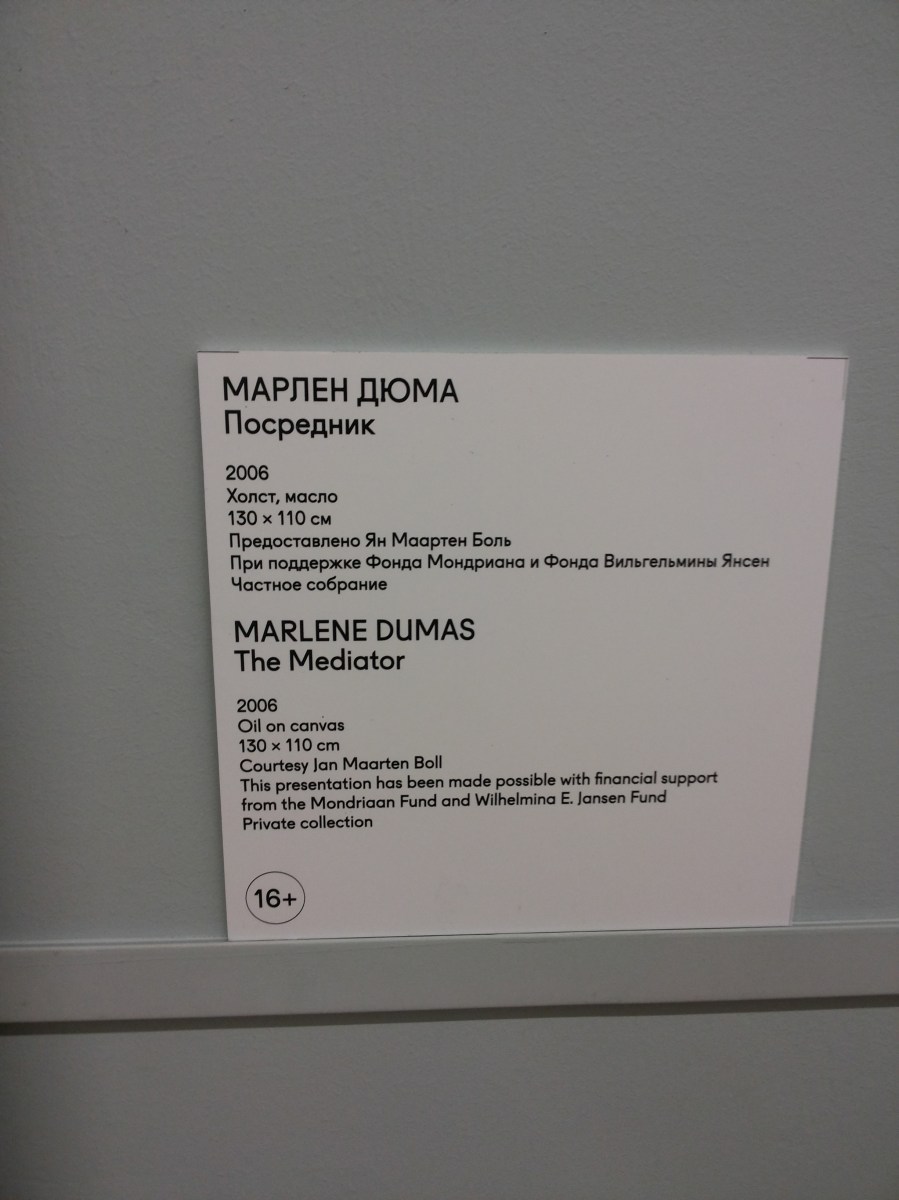 МАРЛЕН ДЮМА
Посредник
2006
Холст, масло
130 × 110 см
Предоставлено Ян Маартен Боль
При поддержке Фонда Мондриана и Фонда Вильгельмины Янсен
Частное собрание
MARLENE DUMAS
The Mediator
2006
Oil on canvas
130 × 110 cm
Courtesy Jan Maarten Boll
This presentation has been made possible with financial support
from the Mondriaan Fund and Wilhelmina E. Jansen Fund
Private collection
16+